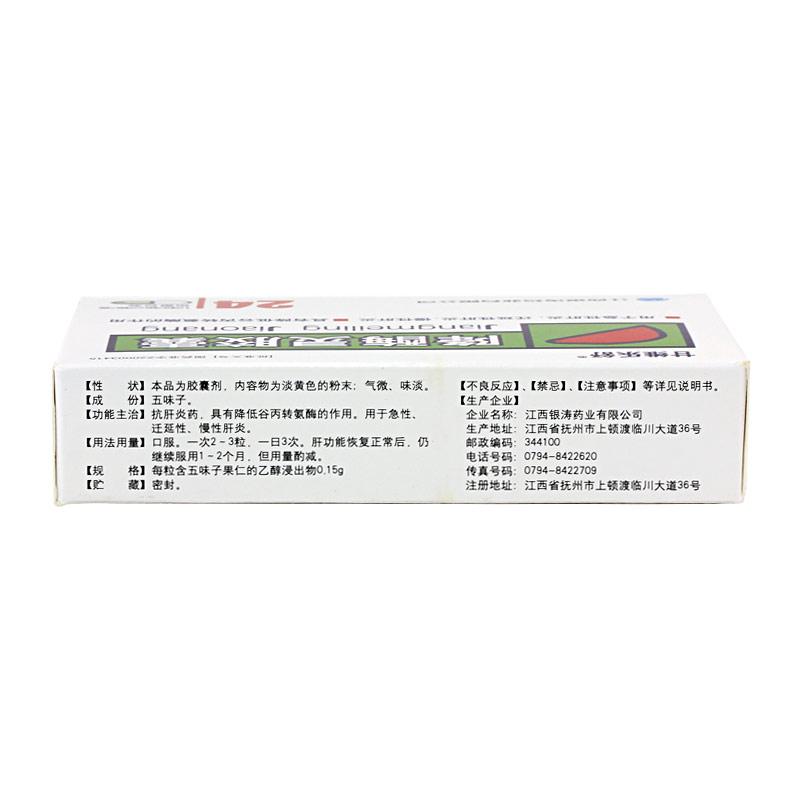 24
Jiangmeiling Jiaonang
降酶灵胶囊
甘维乐舒®
【性　状】本品为胶囊剂，内容物为淡黄色的粉末；气微、味淡。
【成　份】五味子。
【功能主治】抗肝炎药，具有降低谷丙转氨酶的作用。用于急性、
迁延性、慢性肝炎。
【用法用量】口服。一次2～3粒，一日3次。肝功能恢复正常后，仍
继续服用1～2个月，但用量酌减。
【规　格】每粒含五味子果仁的乙醇浸出物0.15g
【贮　藏】密封。
【不良反应】、【禁忌】、【注意事项】等详见说明书。
【生产企业】
企业名称：江西银涛药业有限公司
生产地址：江西省抚州市上顿渡临川大道36号
邮政编码：344100
电话号码：0794-8422620
传真号码：0794-8422709
注册地址：江西省抚州市上顿渡临川大道36号